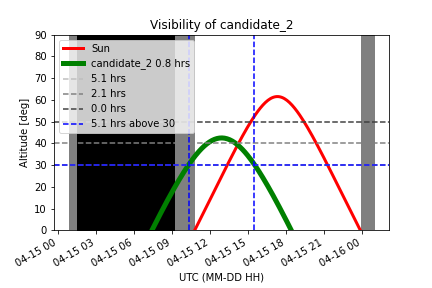 Visibility of candidate_2
Altitude [deg]
90
80
70
60
50
40
30
20
10
0
Sun
candidate_2 0.8 hrs
5.1 hrs
2.1 hrs
0.0 hrs
5.1 hrs above 30
04-15 00
04-15 03
04-15 06
04-15 09
04-15 12
04-15 15
04-15 18
04-15 21
04-16 00
UTC (MM-DD HH)